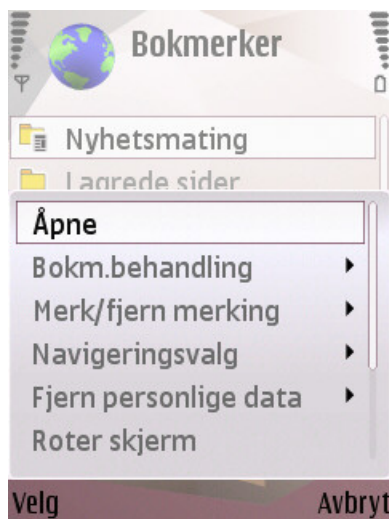 Bokmerker
Nyhetsmating
Lagrede sider
Åpne
Bokm.behandling
Merk/fjern merking
Navigeringsvalg
Fjern personlige data
Roter skjerm
Velg
Avbryt